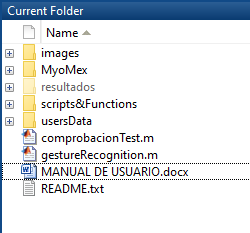 Current Folder
Name
images
MyoMex
resultados
scripts&Functions
usersData
comprobacionTest.m
gestureRecognition.m
MANUAL DE USUARIO.docx
README.txt